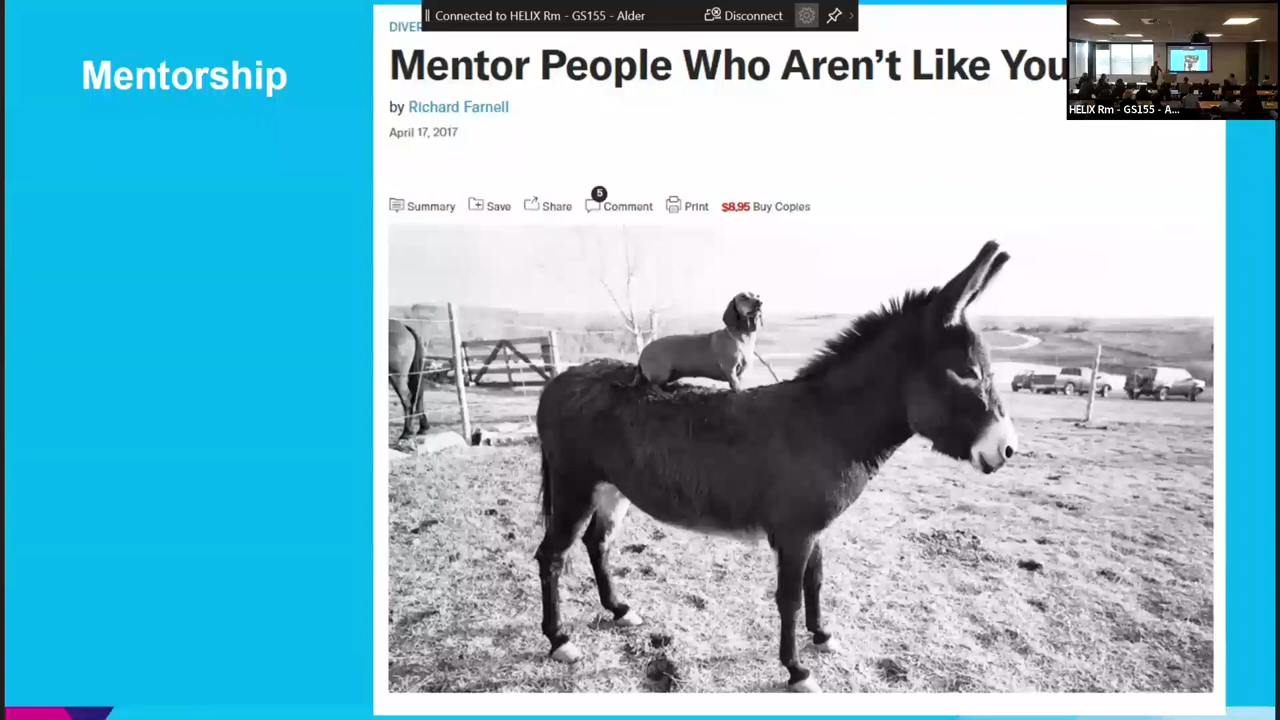 Connected to HELIX Rm - GS155 - Alder
Disconnect
Mentorship
DIVER
Mentor People Who Aren't Like You
by Richard Farnell
April 17, 2017
Summary
Save
Share
5
Comment
Print
$8.95 Buy Copies
HELIX Rm - GS155 - A...